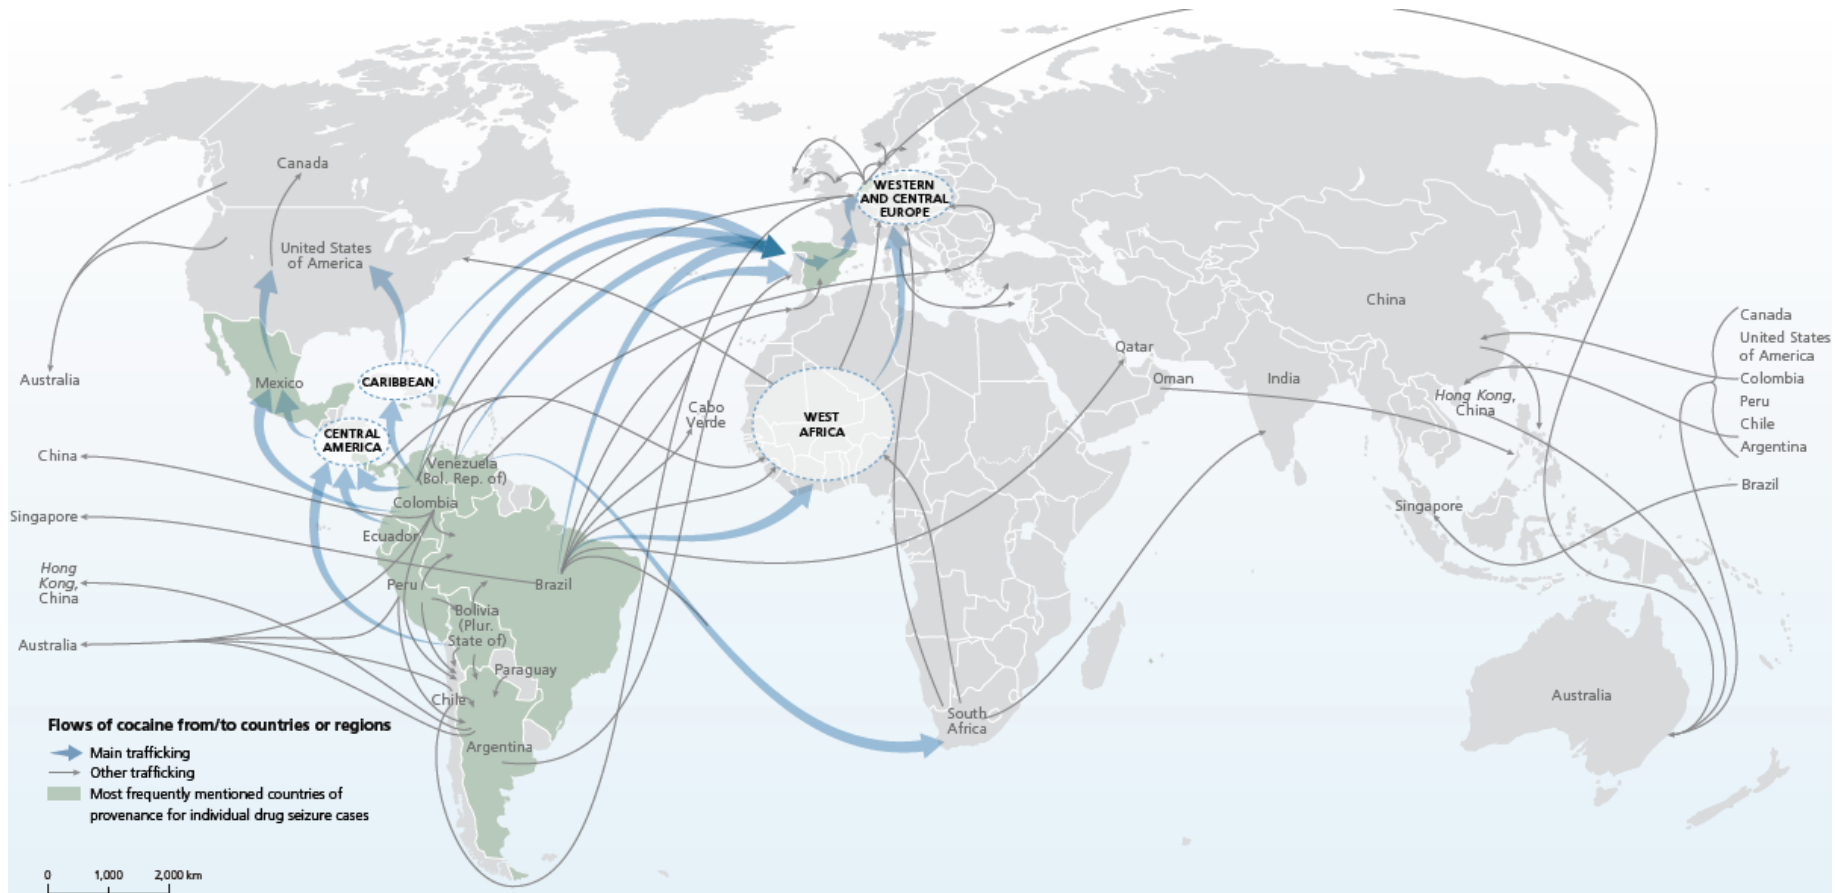 Canada
United States
of America
Mexico
CARIBBEAN
CENTRAL
AMERICA
WESTERN
AND CENTRAL
EUROPE
WEST
AFRICA
Cabo
Verde
Qatar
Oman
India
China
Hong Kong,
China
Singapore
Australia
South
Africa
Venezuela
(Bol. Rep. of)
Colombia
Ecuador
Peru
Brazil
Bolivia
(Plur.
State of)
Paraguay
Chile
Argentina
Australia
China
Singapore
Hong
Kong,
China
Australia
Canada
United States
of America
Colombia
Peru
Chile
Argentina
Brazil
Flows of cocaine from/to countries or regions
Main trafficking
Other trafficking
Most frequently mentioned countries of
provenance for individual drug seizure cases
0 1,000 2,000 km